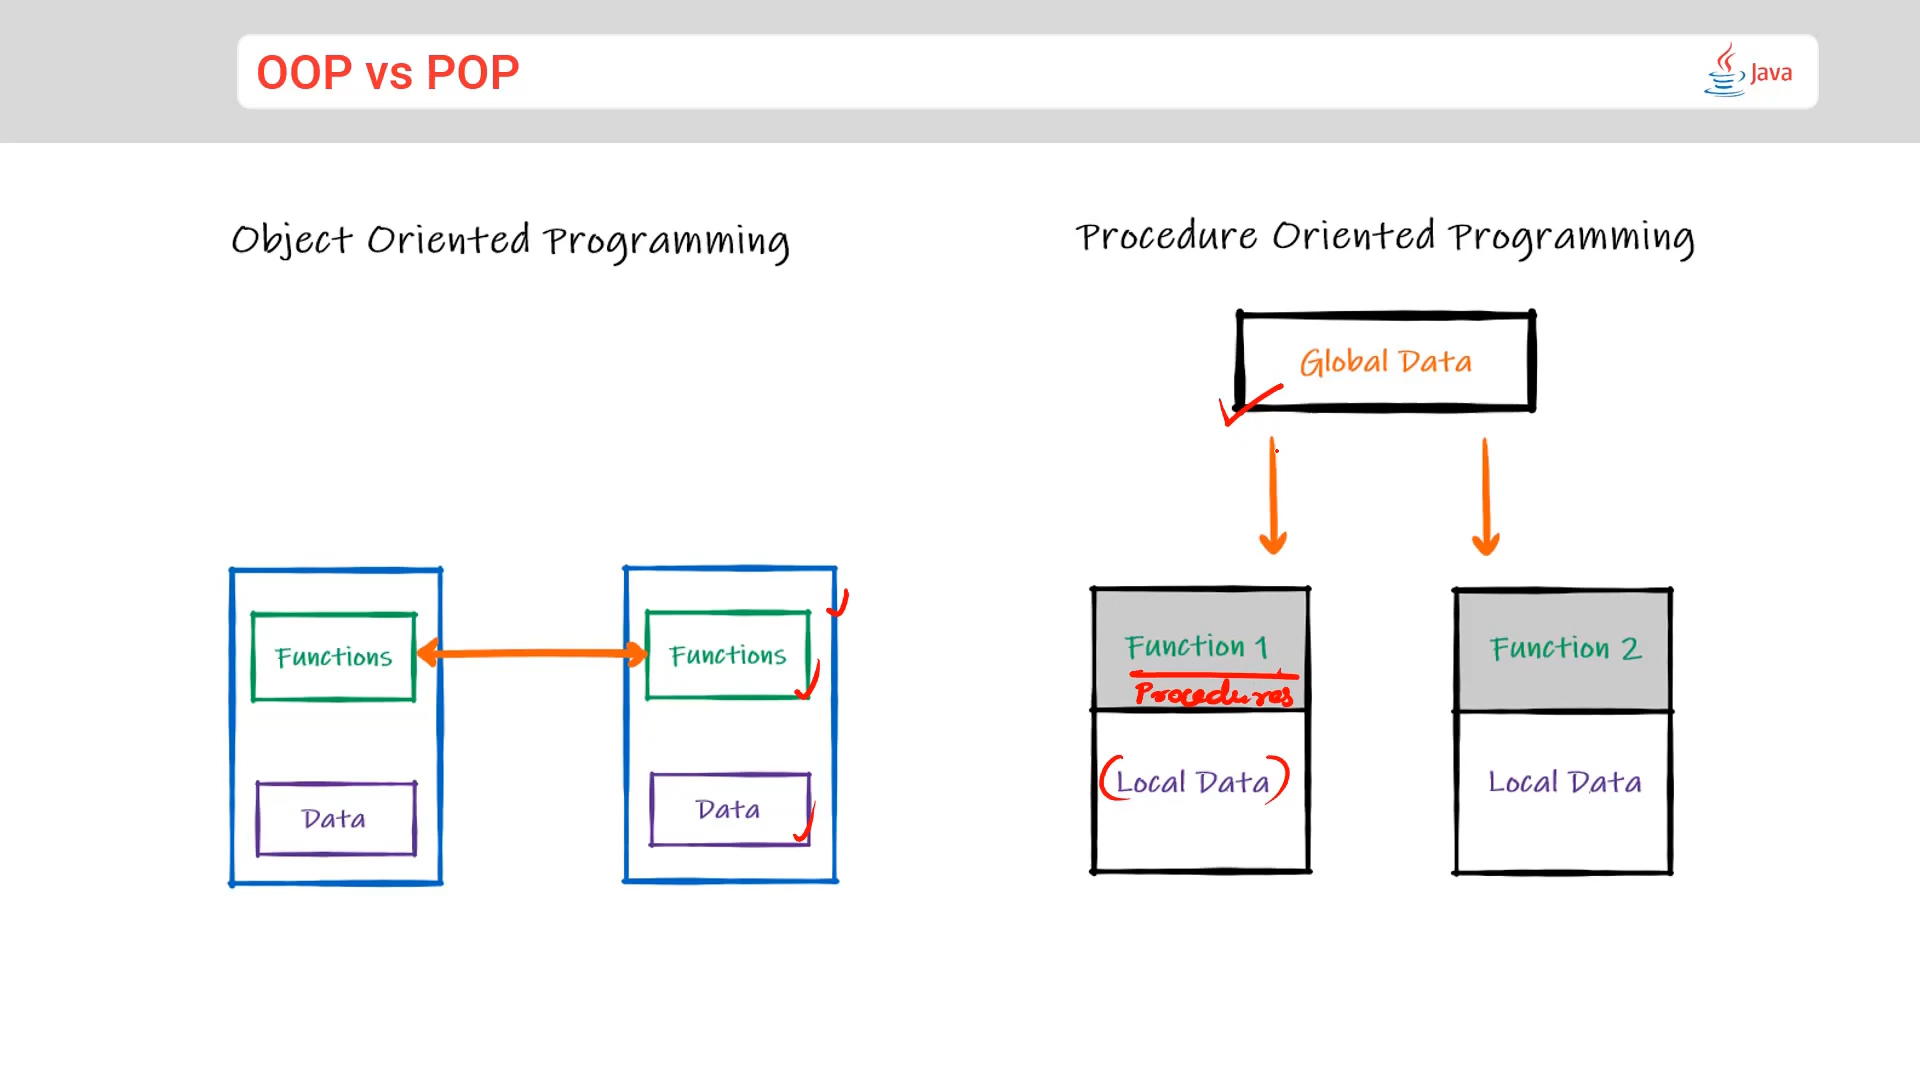 OOP vs POP
Java
Object Oriented Programming
Functions
Functions
Data
Data
Procedure Oriented Programming
Global Data
Function 1
Procedures
(Local Data)
Function 2
Local Data